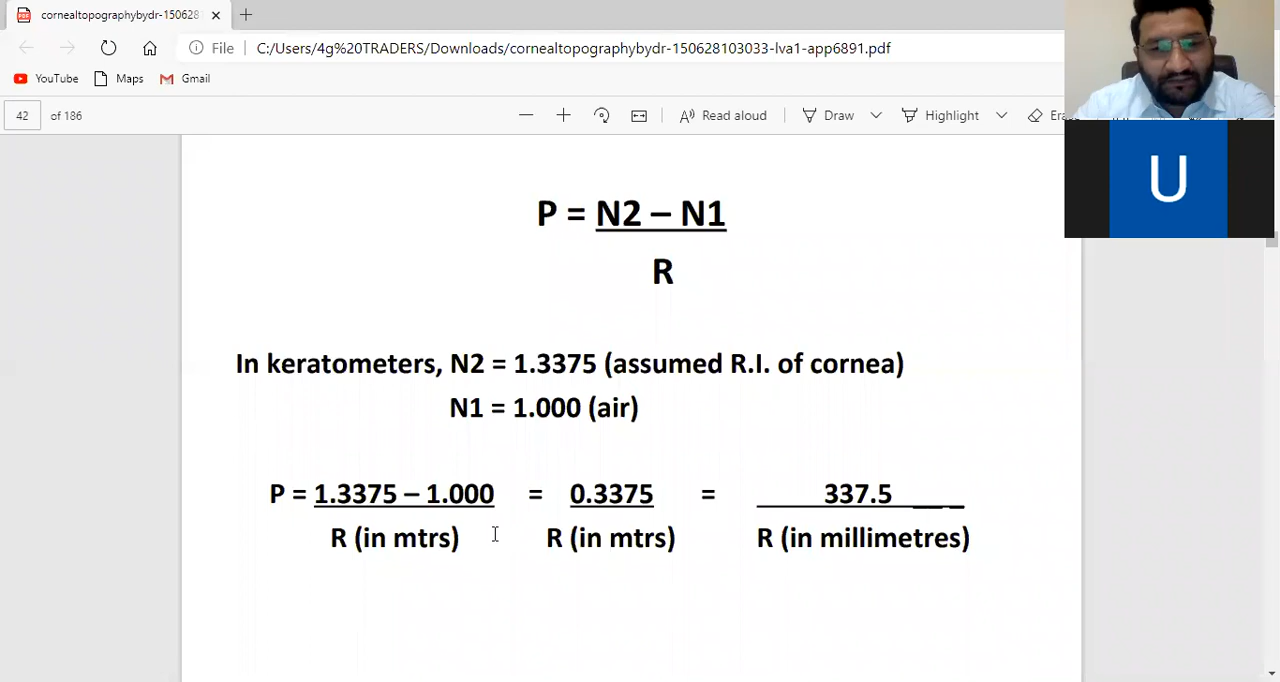 cornealtopographybydr-150628
File C:/Users/4g%20TRADERS/Downloads/cornealtopographybydr-150628103033-lva1-app6891.pdf
YouTube Maps Gmail
42 of 186 Read aloud Draw Highlight
U
P = N2 – N1
R
In keratometers, N2 = 1.3375 (assumed R.I. of cornea)
N1 = 1.000 (air)
P = 1.3375 – 1.000 = 0.3375 = 337.5
R (in mtrs) R (in mtrs) R (in millimetres)